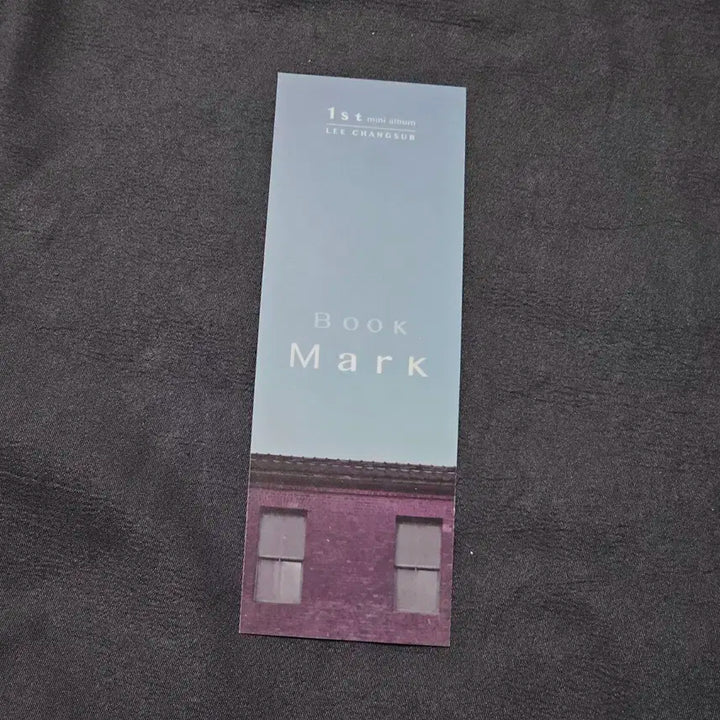 1st mini album
LEE CHANGSUB
BOOK
Mark